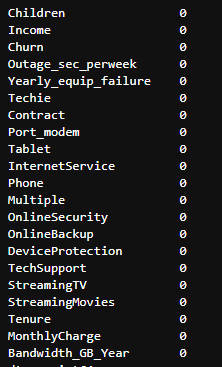 Children 0
Income 0
Churn 0
Outage_sec_perweek 0
Yearly_equip_failure 0
Techie 0
Contract 0
Port_modem 0
Tablet 0
InternetService 0
Phone 0
Multiple 0
OnlineSecurity 0
OnlineBackup 0
DeviceProtection 0
TechSupport 0
StreamingTV 0
StreamingMovies 0
Tenure 0
MonthlyCharge 0
Bandwidth_GB_Year 0